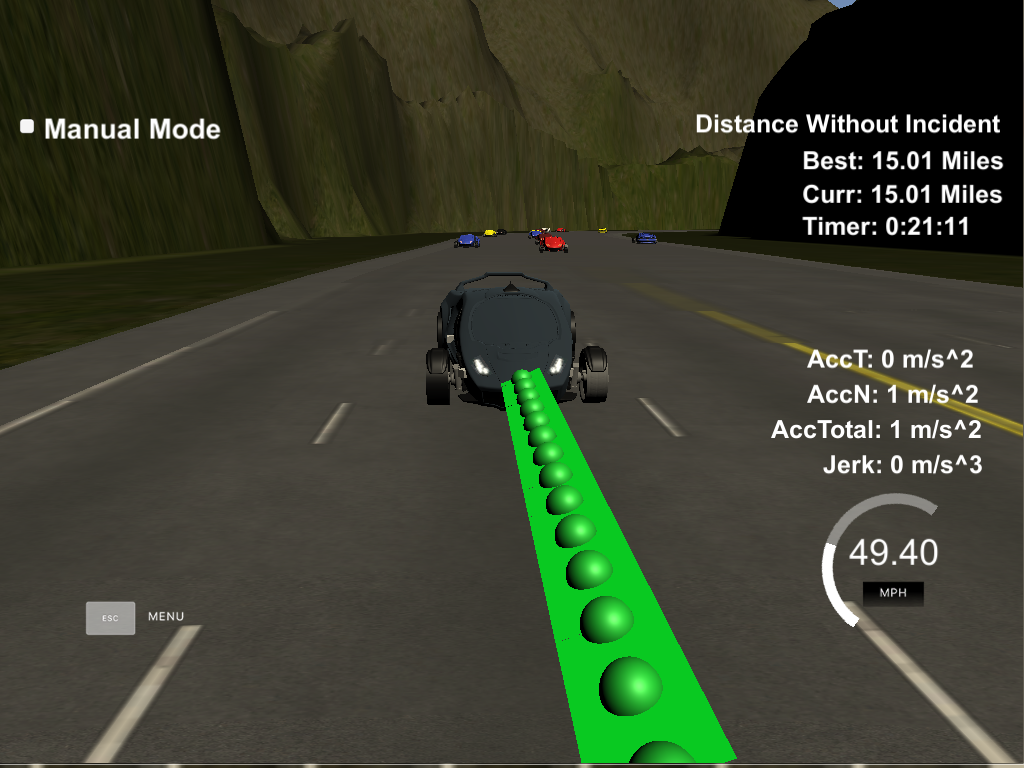 Manual Mode
Distance Without Incident
Best: 15.01 Miles
Curr: 15.01 Miles
Timer: 0:21:11
AccT: 0 m/s^2
AccN: 1 m/s^2
AccTotal: 1 m/s^2
Jerk: 0 m/s^3
49.40
MPH
ESC MENU